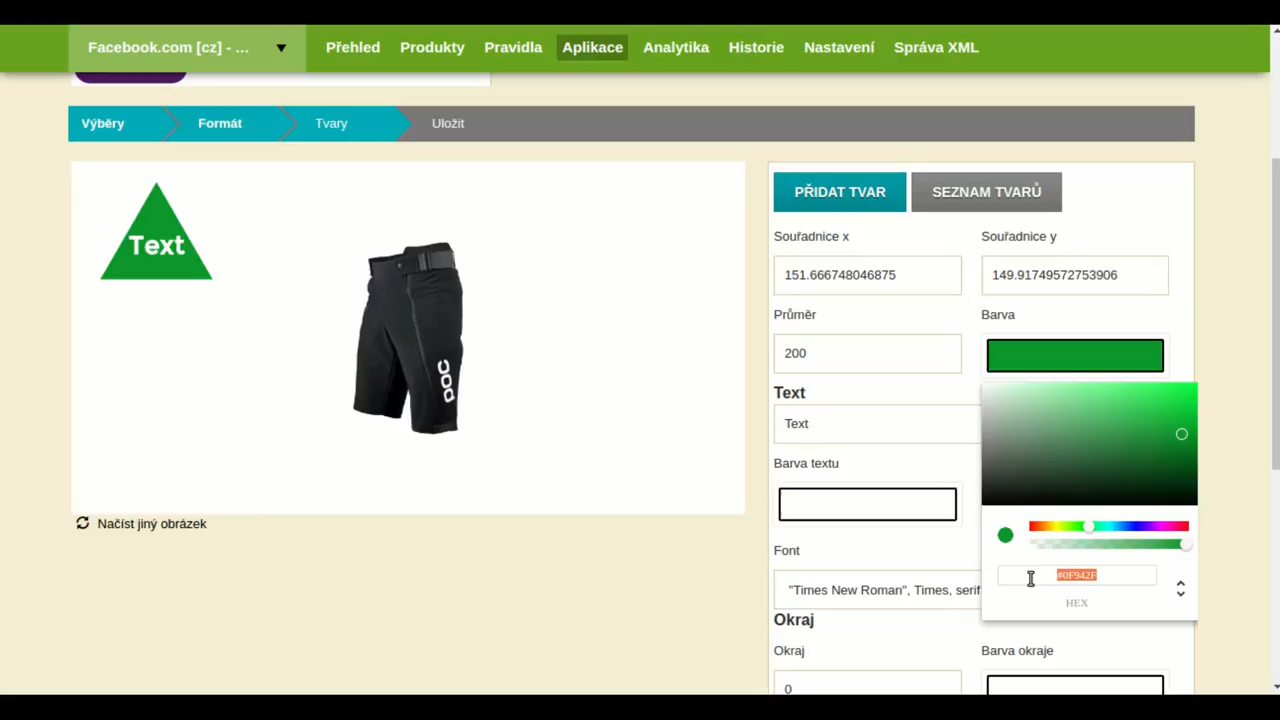 Facebook.com [cz] - ...
Přehled
Produkty
Pravidla
Aplikace
Analytika
Historie
Nastavení
Správa XML
Výběry
Formát
Tvary
Uložit
Text
poc
Načíst jiný obrázek
PŘIDAT TVAR
SEZNAM TVARŮ
Souřadnice x
Souřadnice y
151.666748046875
149.91749572753906
Průměr
Barva
200
Text
Text
Barva textu
#0F942F
HEX
Font
"Times New Roman", Times, serif
Okraj
Okraj
Barva okraje
0